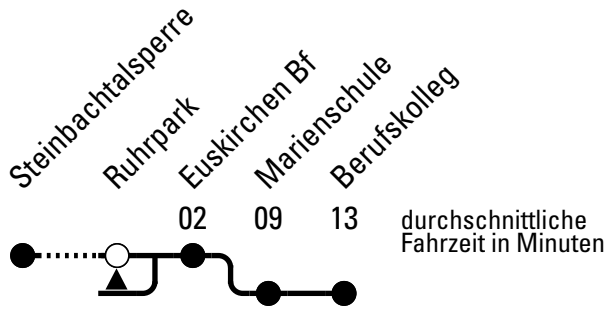 Steinbachtalsperre
Ruhrpark
Euskirchen Bf
Marienschule
Berufskolleg
02 09 13 durchschnittliche
Fahrzeit in Minuten